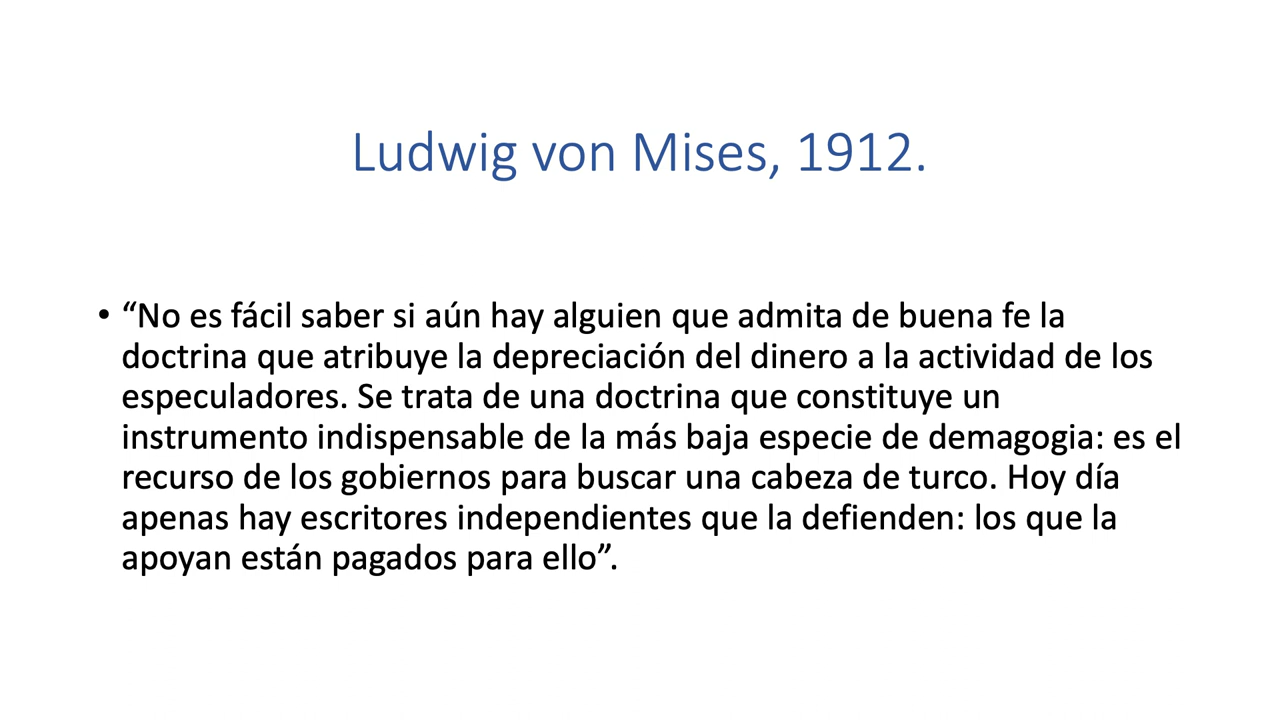 Ludwig von Mises, 1912.
• “No es fácil saber si aún hay alguien que admita de buena fe la
doctrina que atribuye la depreciación del dinero a la actividad de los
especuladores. Se trata de una doctrina que constituye un
instrumento indispensable de la más baja especie de demagogia: es el
recurso de los gobiernos para buscar una cabeza de turco. Hoy día
apenas hay escritores independientes que la defienden: los que la
apoyan están pagados para ello”.